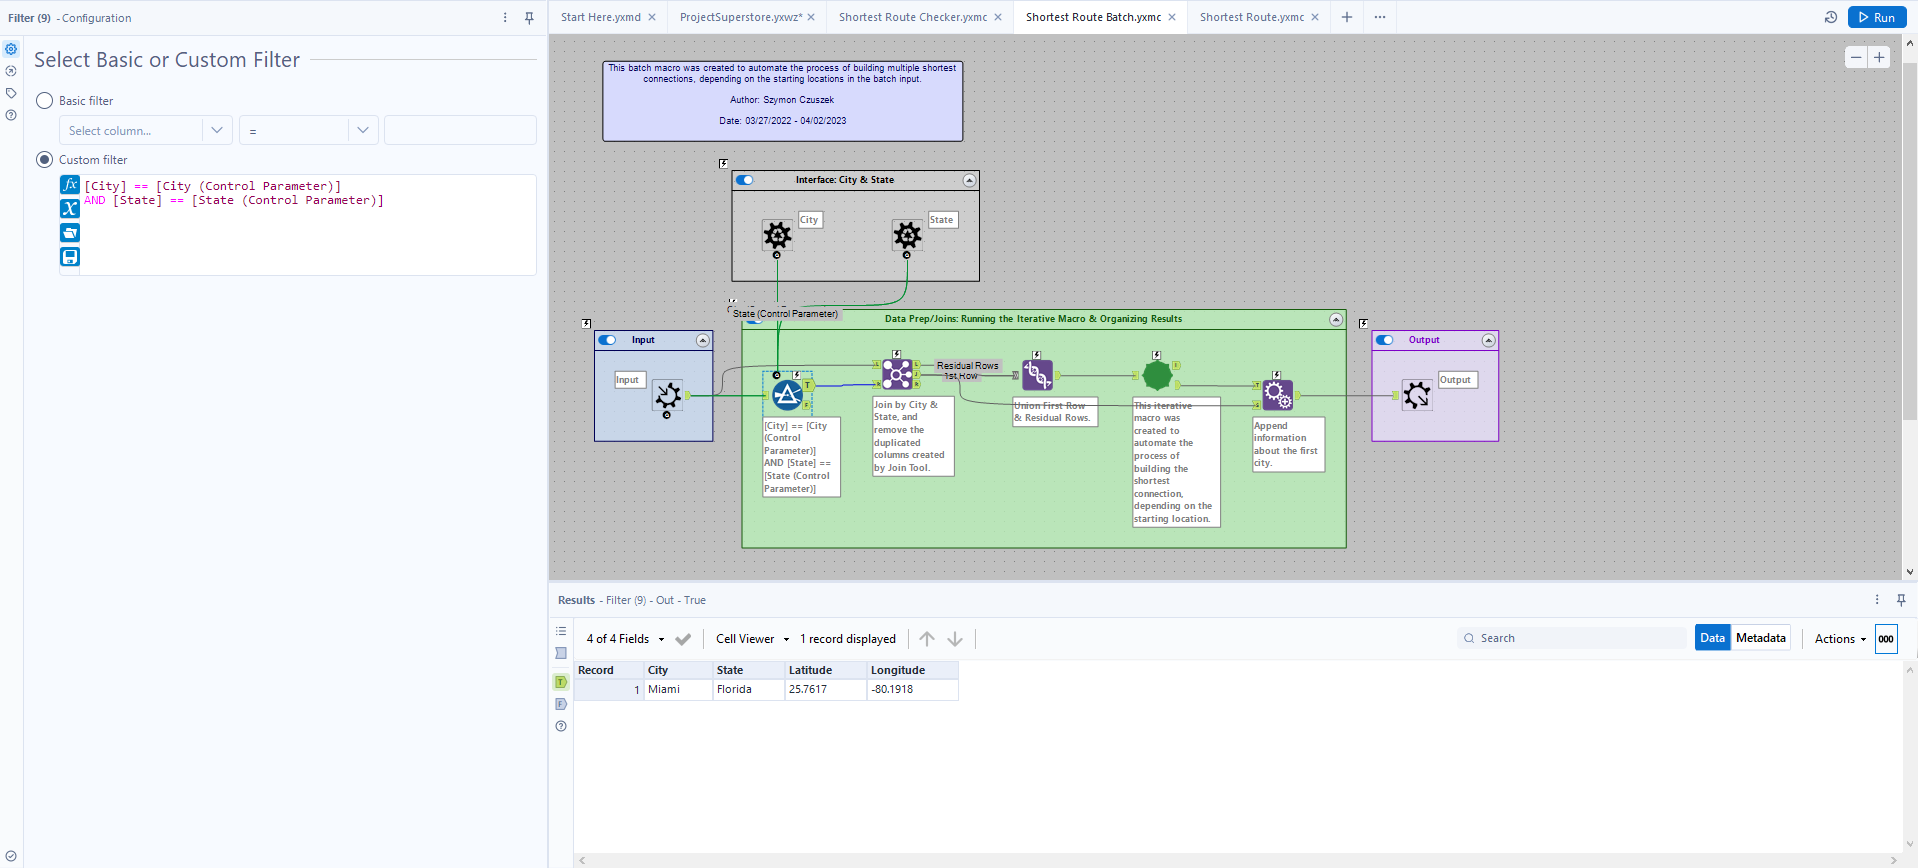 Filter (9) - Configuration
Start Here.yxmd
ProjectSuperstore.yxwz*
Shortest Route Checker.yxmc
Shortest Route Batch.yxmc
Shortest Route.yxmc
Run
Select Basic or Custom Filter
Basic filter
Select column...
=
Custom filter
[City] == [City (Control Parameter)]
AND [State] == [State (Control Parameter)]
This batch macro was created to automate the process of building multiple shortest
connections, depending on the starting locations in the batch input.
Author: Szymon Czuszek
Date: 03/27/2022 - 04/02/2023
Interface: City & State
City
State
State (Control Parameter)
Data Prep/Joins: Running the Iterative Macro & Organizing Results
Input
Input
Output
Output
Residual Rows
1st Row
T
F
L
R
L
J
R
[City] == [City
(Control
Parameter)]
AND [State] ==
[State (Control
Parameter)]
Join by City &
State, and
remove the
duplicated
columns created
by Join Tool.
Union First Row
& Residual Rows.
This iterative
macro was
created to
automate the
process of
building the
shortest
connection,
depending on the
starting location.
T
S
Append
information
about the first
city.
Results - Filter (9) - Out - True
4 of 4 Fields
Cell Viewer
1 record displayed
Search
Data
Metadata
Actions
000
T
F
Record City State Latitude Longitude
1 Miami Florida 25.7617 -80.1918